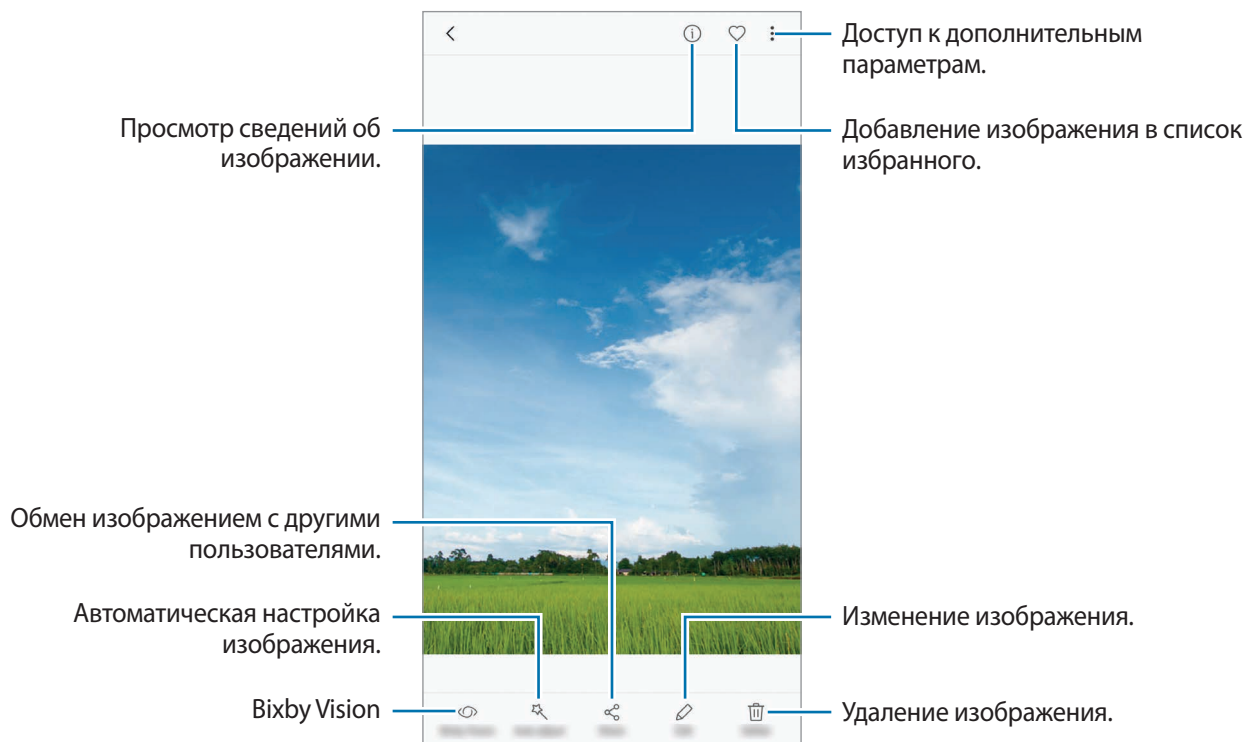 Доступ к дополнительным
параметрам.
Просмотр сведений об
изображении.
Добавление изображения в список
избранного.
Обмен изображением с другими
пользователями.
Автоматическая настройка
изображения.
Изменение изображения.
Bixby Vision
Удаление изображения.